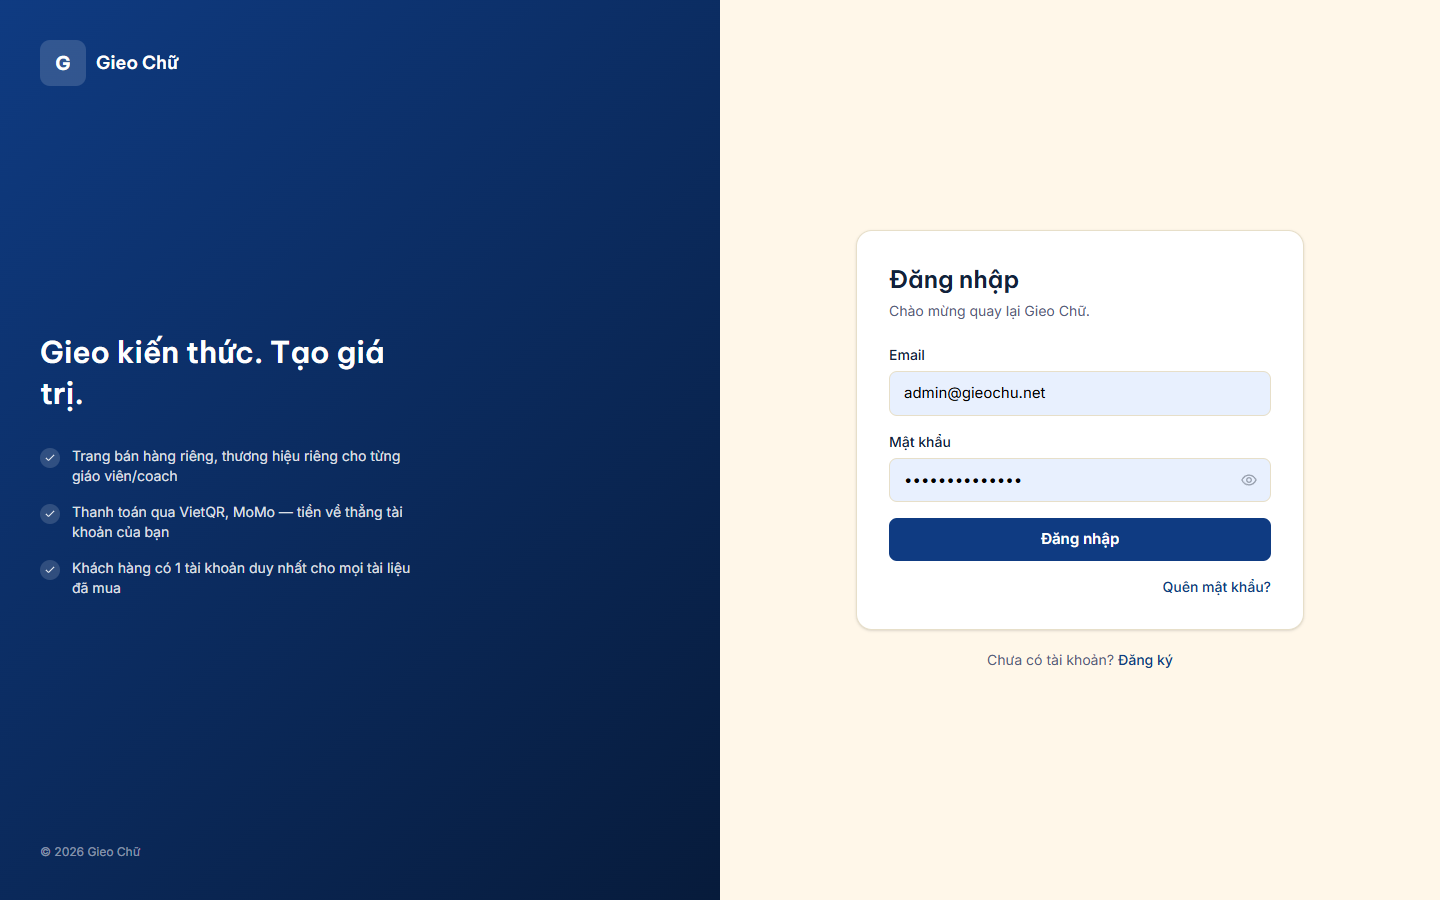 G
Gieo Chữ
Gieo kiến thức. Tạo giá
trị.
Trang bán hàng riêng, thương hiệu riêng cho từng
giáo viên/coach
Thanh toán qua VietQR, MoMo — tiền về thẳng tài
khoản của bạn
Khách hàng có 1 tài khoản duy nhất cho mọi tài liệu
đã mua
© 2026 Gieo Chữ
Đăng nhập
Chào mừng quay lại Gieo Chữ.
Email
admin@gieochu.net
Mật khẩu
••••••••••••••
Đăng nhập
Quên mật khẩu?
Chưa có tài khoản? Đăng ký